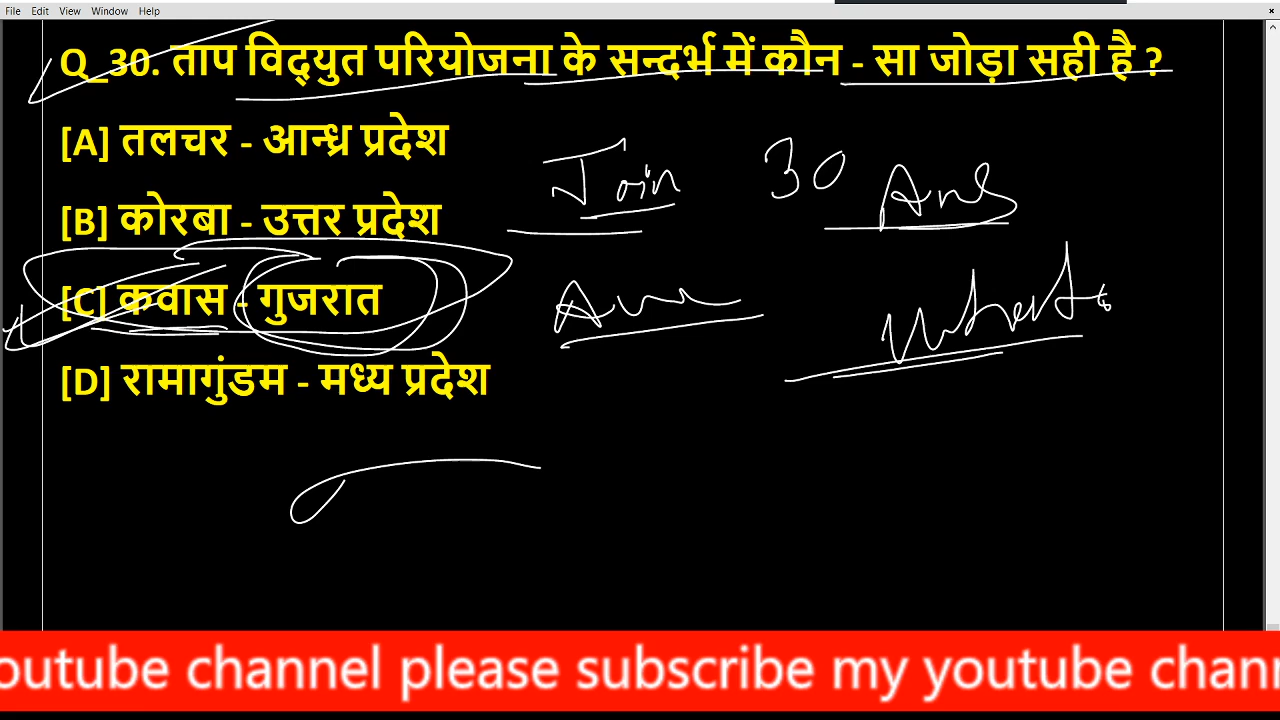 File Edit View Window Help
Q_30. ताप विद्युत परियोजना के सन्दर्भ में कौन - सा जोड़ा सही है ?
[A] तलचर - आन्ध्र प्रदेश
[B] कोरबा - उत्तर प्रदेश
Join 30 Ans
[C] कवास - गुजरात
[D] रामागुंडम - मध्य प्रदेश
outube channel please subscribe my youtube chan